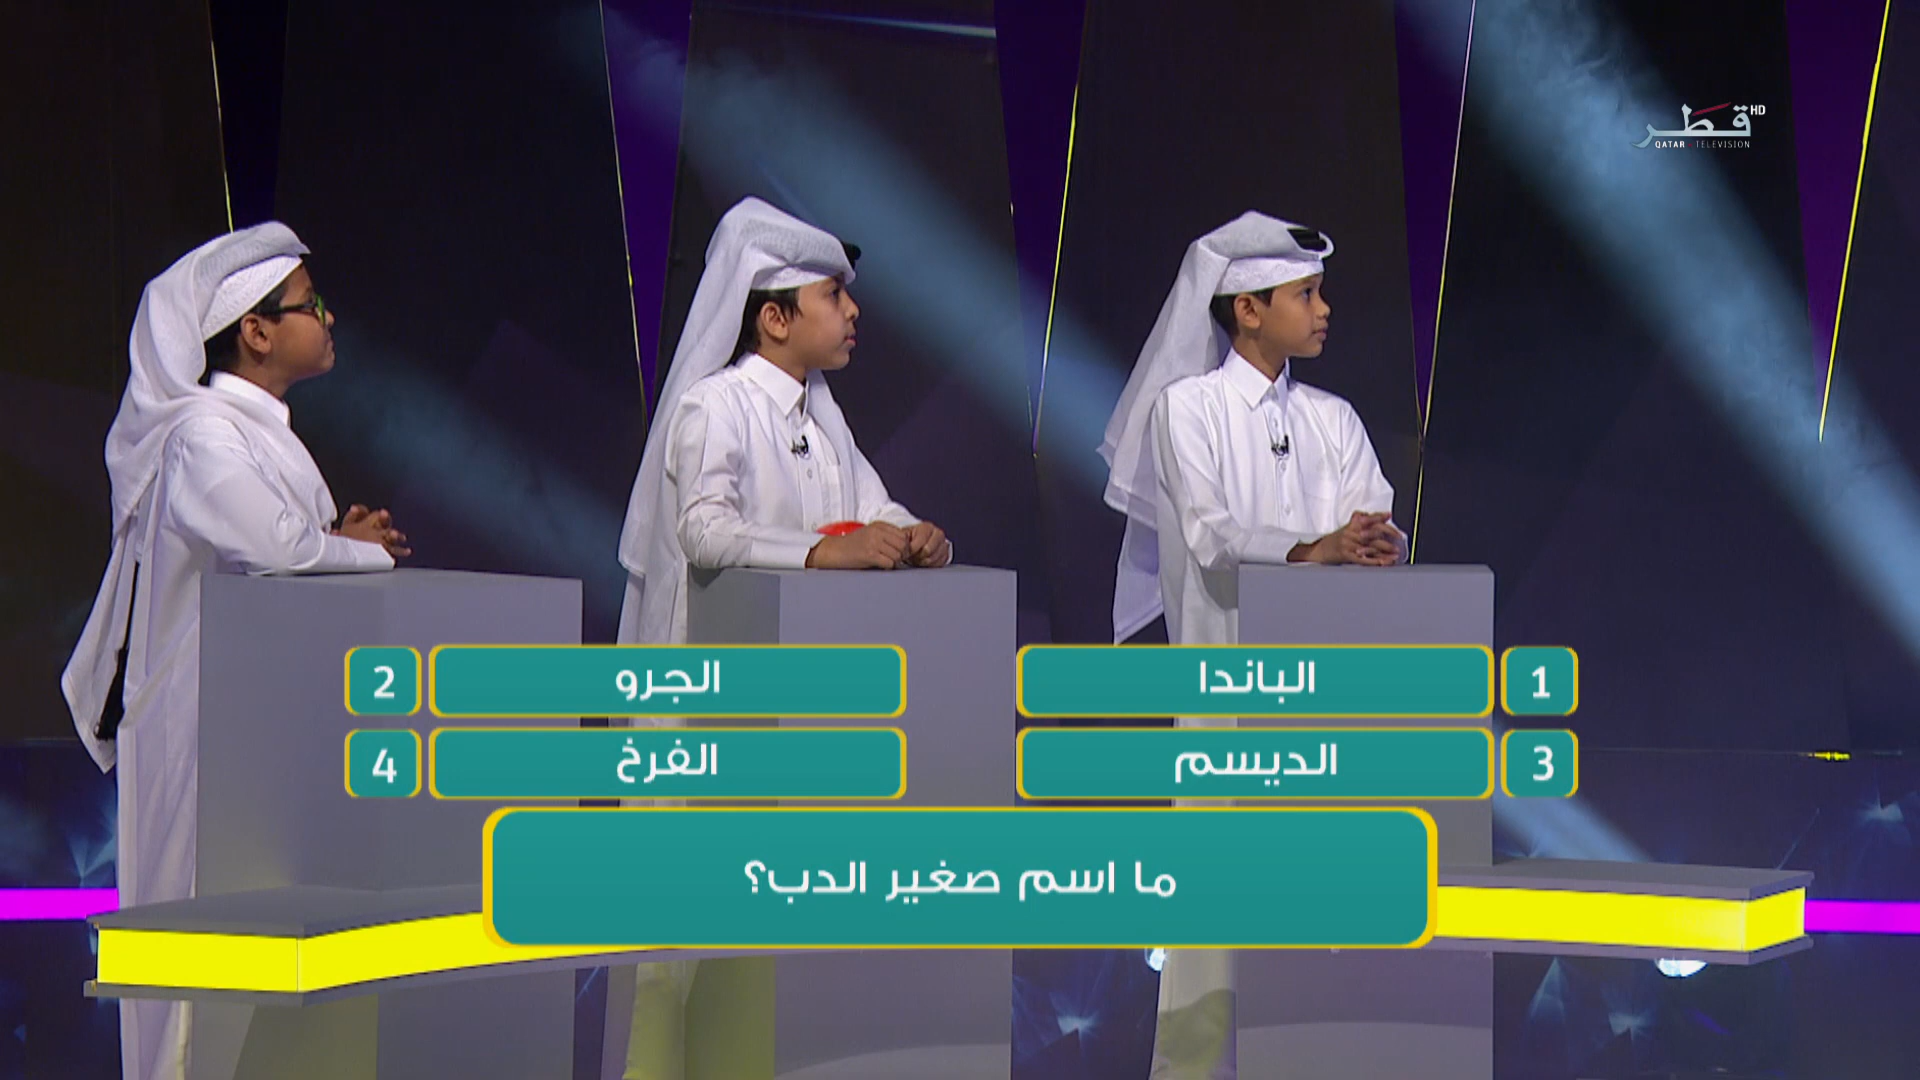 قطر HD
QATAR TELEVISION
1 الباندا
2 الجرو
3 الديسم
4 الفرخ
ما اسم صغير الدب؟